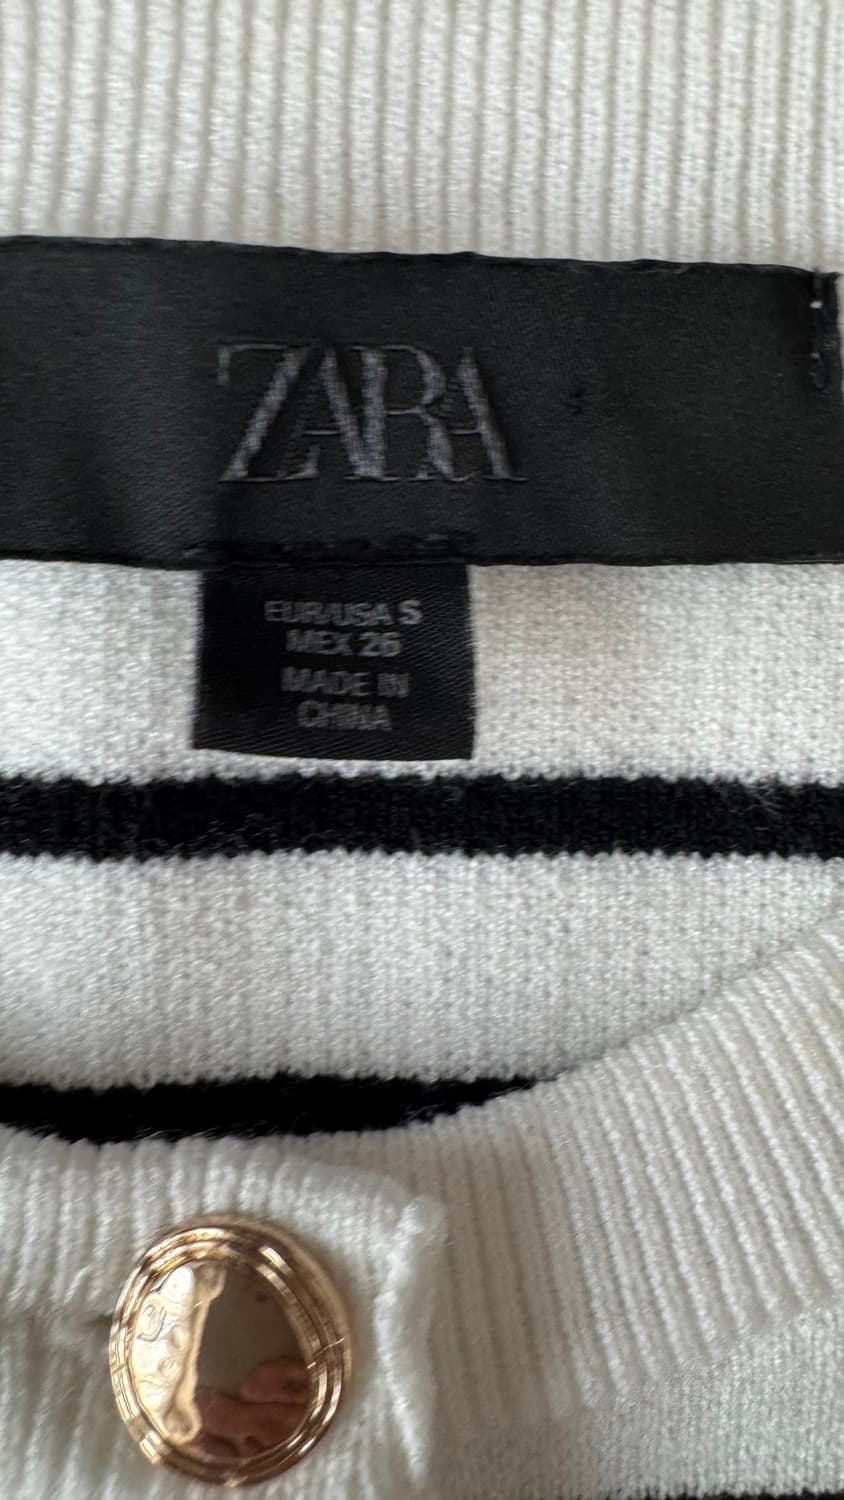 ZARA
EUR/USA S
MEX 26
MADE IN
CHINA